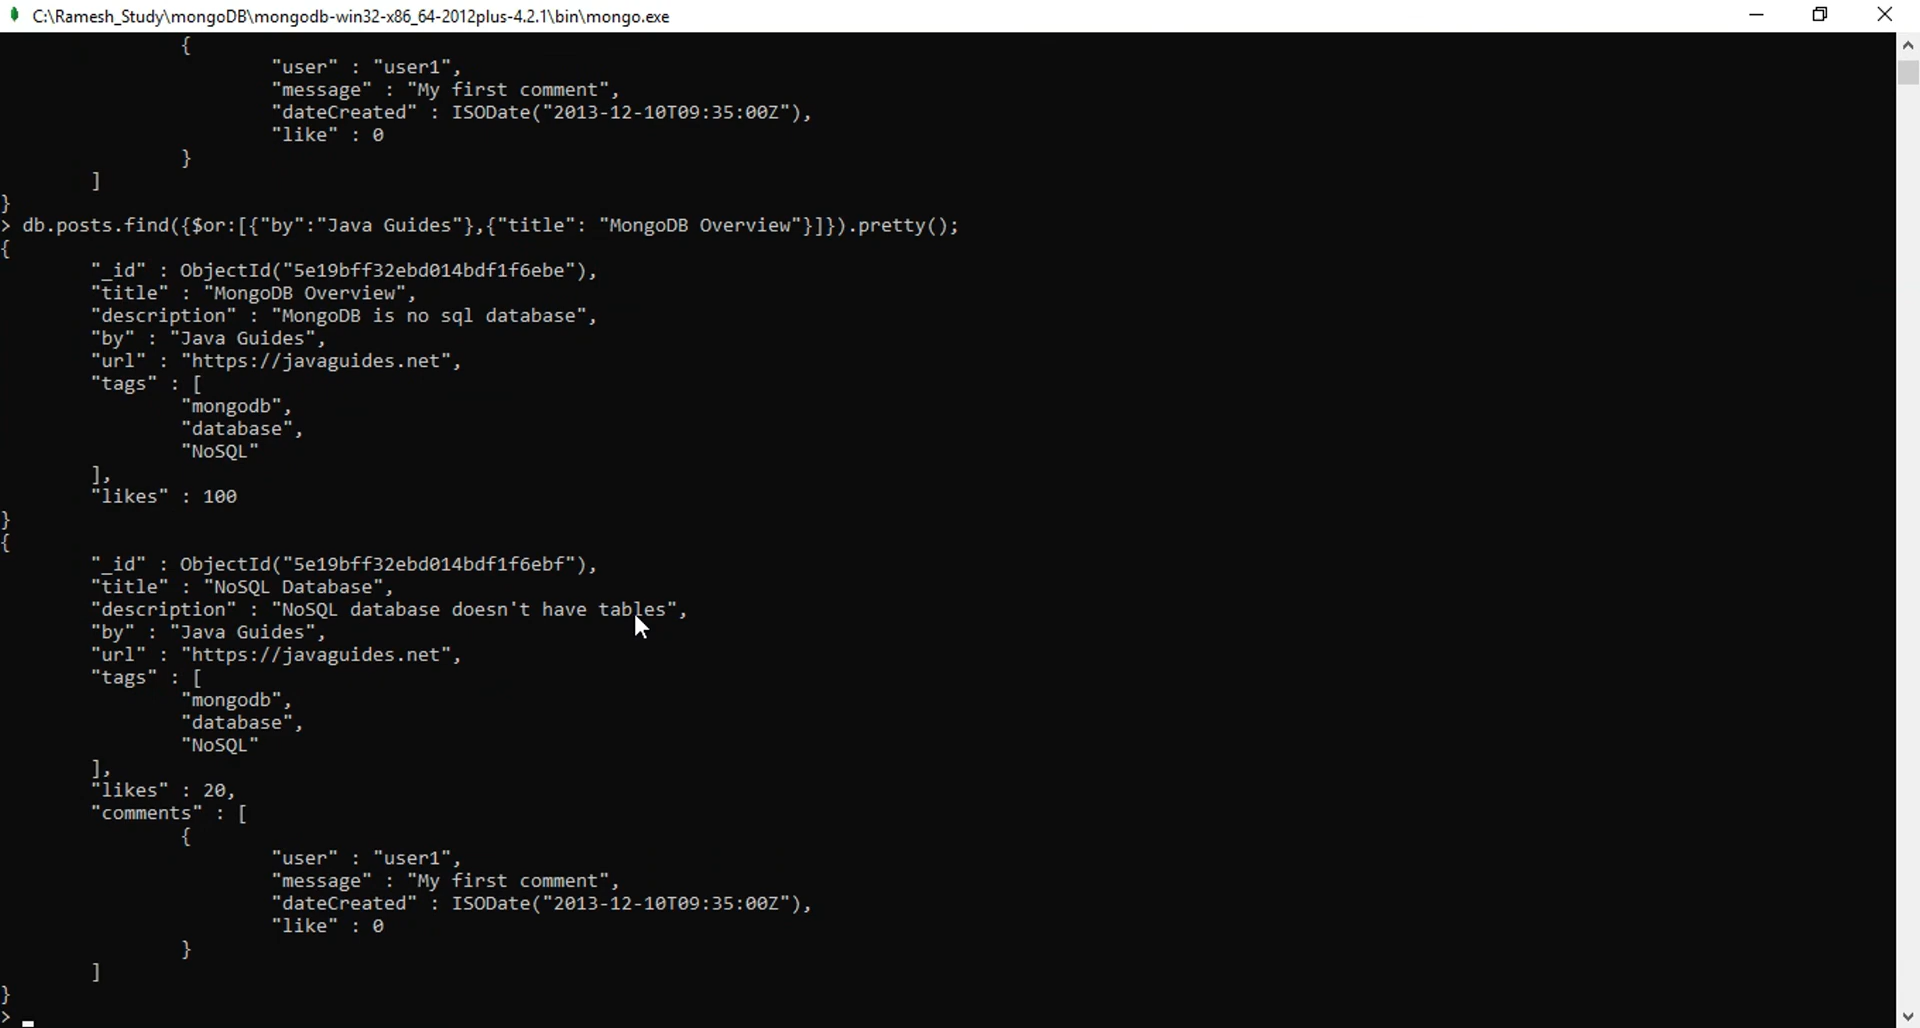 C:\Ramesh_Study\mongoDB\mongodb-win32-x86_64-2012plus-4.2.1\bin\mongo.exe
{
"user" : "user1",
"message" : "My first comment",
"dateCreated" : ISODate("2013-12-10T09:35:00Z"),
"like" : 0
}
]
}
> db.posts.find({$or:[{"by":"Java Guides"},{"title": "MongoDB Overview"}]}).pretty();
{
"_id" : ObjectId("5e19bff32ebd014bdf1f6ebe"),
"title" : "MongoDB Overview",
"description" : "MongoDB is no sql database",
"by" : "Java Guides",
"url" : "https://javaguides.net",
"tags" : [
"mongodb",
"database",
"NoSQL"
],
"likes" : 100
}
{
"_id" : ObjectId("5e19bff32ebd014bdf1f6ebf"),
"title" : "NoSQL Database",
"description" : "NoSQL database doesn't have tables",
"by" : "Java Guides",
"url" : "https://javaguides.net",
"tags" : [
"mongodb",
"database",
"NoSQL"
],
"likes" : 20,
"comments" : [
{
"user" : "user1",
"message" : "My first comment",
"dateCreated" : ISODate("2013-12-10T09:35:00Z"),
"like" : 0
}
]
}
>